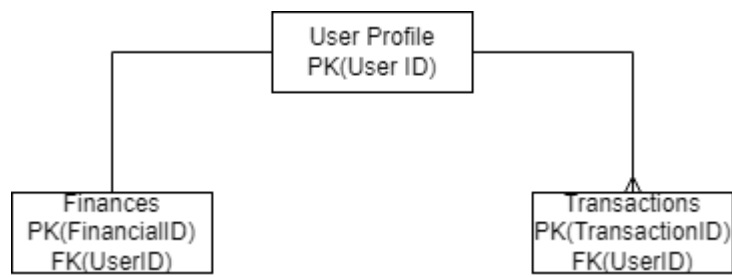 User Profile
PK(User ID)
Finances
PK(FinancialID)
FK(UserID)
Transactions
PK(TransactionID)
FK(UserID)